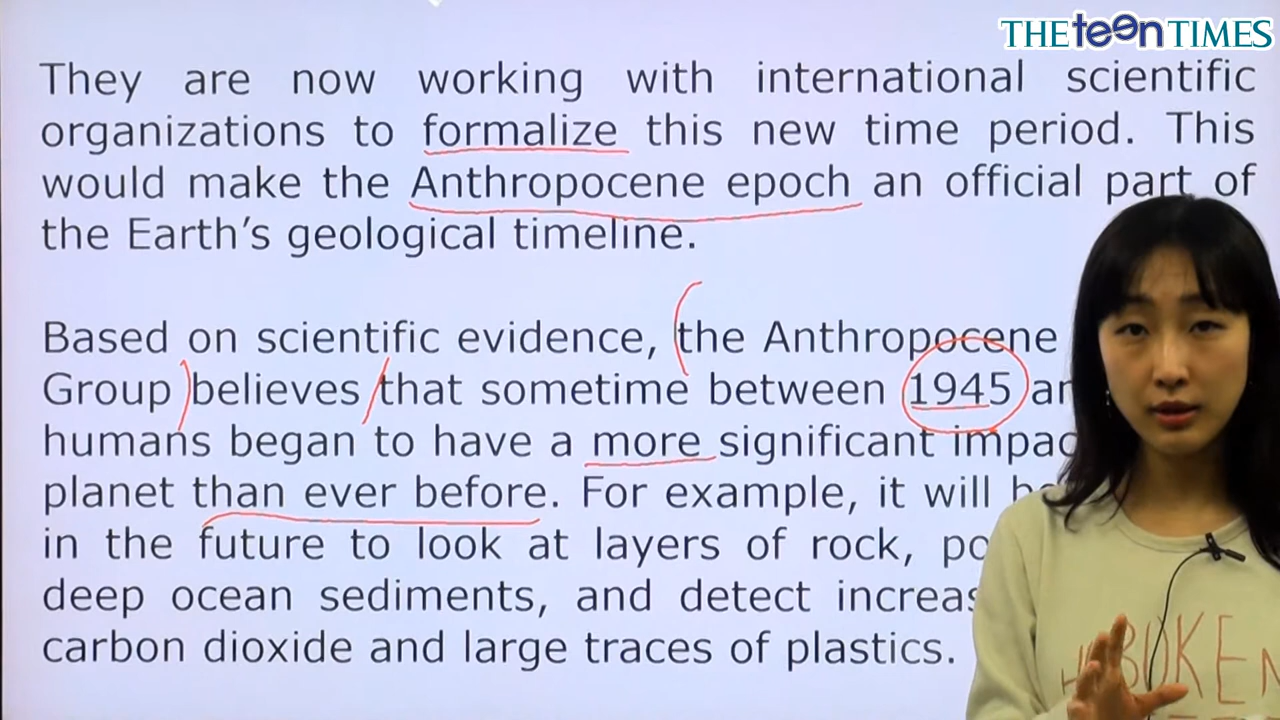 THE teen TIMES
They are now working with international scientific
organizations to formalize this new time period. This
would make the Anthropocene epoch an official part of
the Earth's geological timeline.
Based on scientific evidence, the Anthropocene
Group believes that sometime between 1945
humans began to have a more significant
planet than ever before. For example, it will
in the future to look at layers of rock,
deep ocean sediments, and detect
carbon dioxide and large traces of plastics.